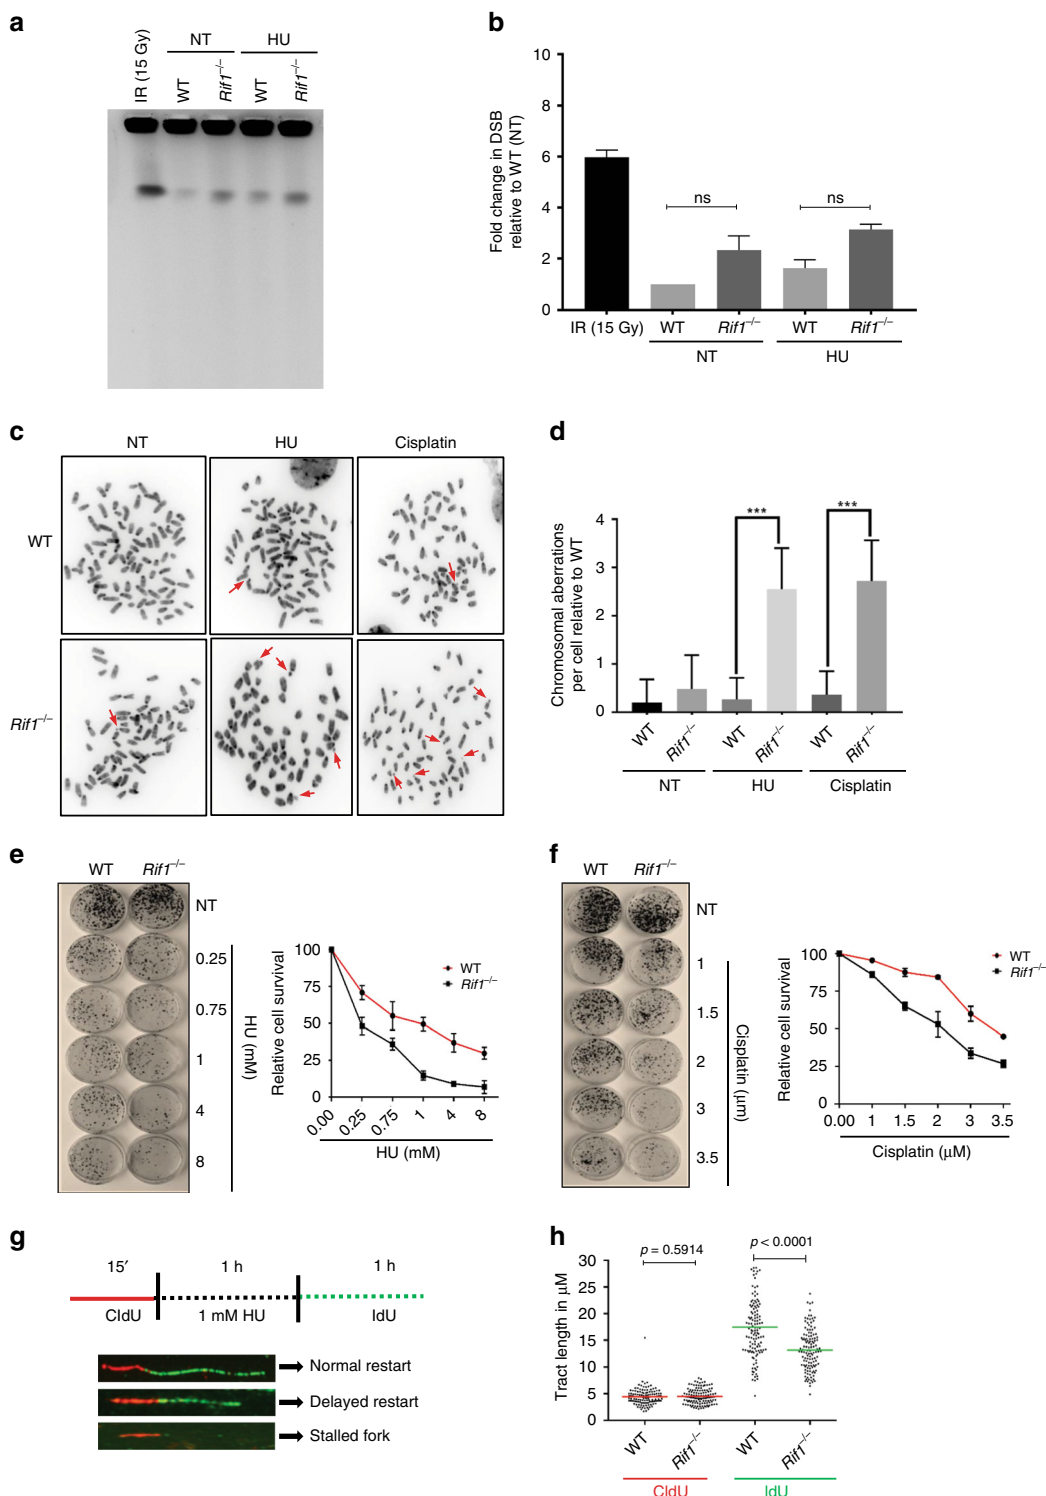 a
IR (15 Gy)
NT
HU
WT
Rif1–/–
WT
Rif1–/–
b
Fold change in DSB
relative to WT (NT)
10
8
6
4
2
0
ns
ns
IR (15 Gy)
WT
Rif1–/–
WT
Rif1–/–
NT
HU
c
NT
HU
Cisplatin
WT
Rif1–/–
d
Chromosomal aberrations
per cell relative to WT
4
3
2
1
0
***
***
WT
Rif1–/–
WT
Rif1–/–
WT
Rif1–/–
NT
HU
Cisplatin
e
WT
Rif1–/–
NT
0.25
0.75
1
4
8
HU (mM)
Relative cell survival
100
75
50
25
0
WT
Rif1–/–
0.00
0.25
0.75
1
4
8
HU (mM)
f
WT
Rif1–/–
NT
1
1.5
2
3
3.5
Cisplatin (μm)
Relative cell survival
100
75
50
25
0
WT
Rif1–/–
0.00
1
1.5
2
3
3.5
Cisplatin (μM)
g
15′
1 h
1 h
CldU
1 mM HU
IdU
Normal restart
Delayed restart
Stalled fork
h
Tract length in μM
30
25
20
15
10
5
0
p = 0.5914
p < 0.0001
WT
Rif1–/–
WT
Rif1–/–
CldU
IdU